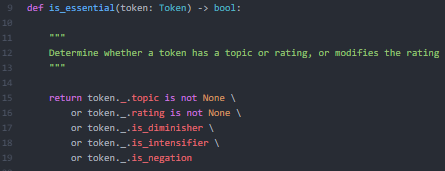 9 def is_essential(token: Token) -> bool:
10
11 """
12 Determine whether a token has a topic or rating, or modifies the rating
13 """
14
15 return token._.topic is not None \
16 or token._.rating is not None \
17 or token._.is_diminisher \
18 or token._.is_intensifier \
19 or token._.is_negation